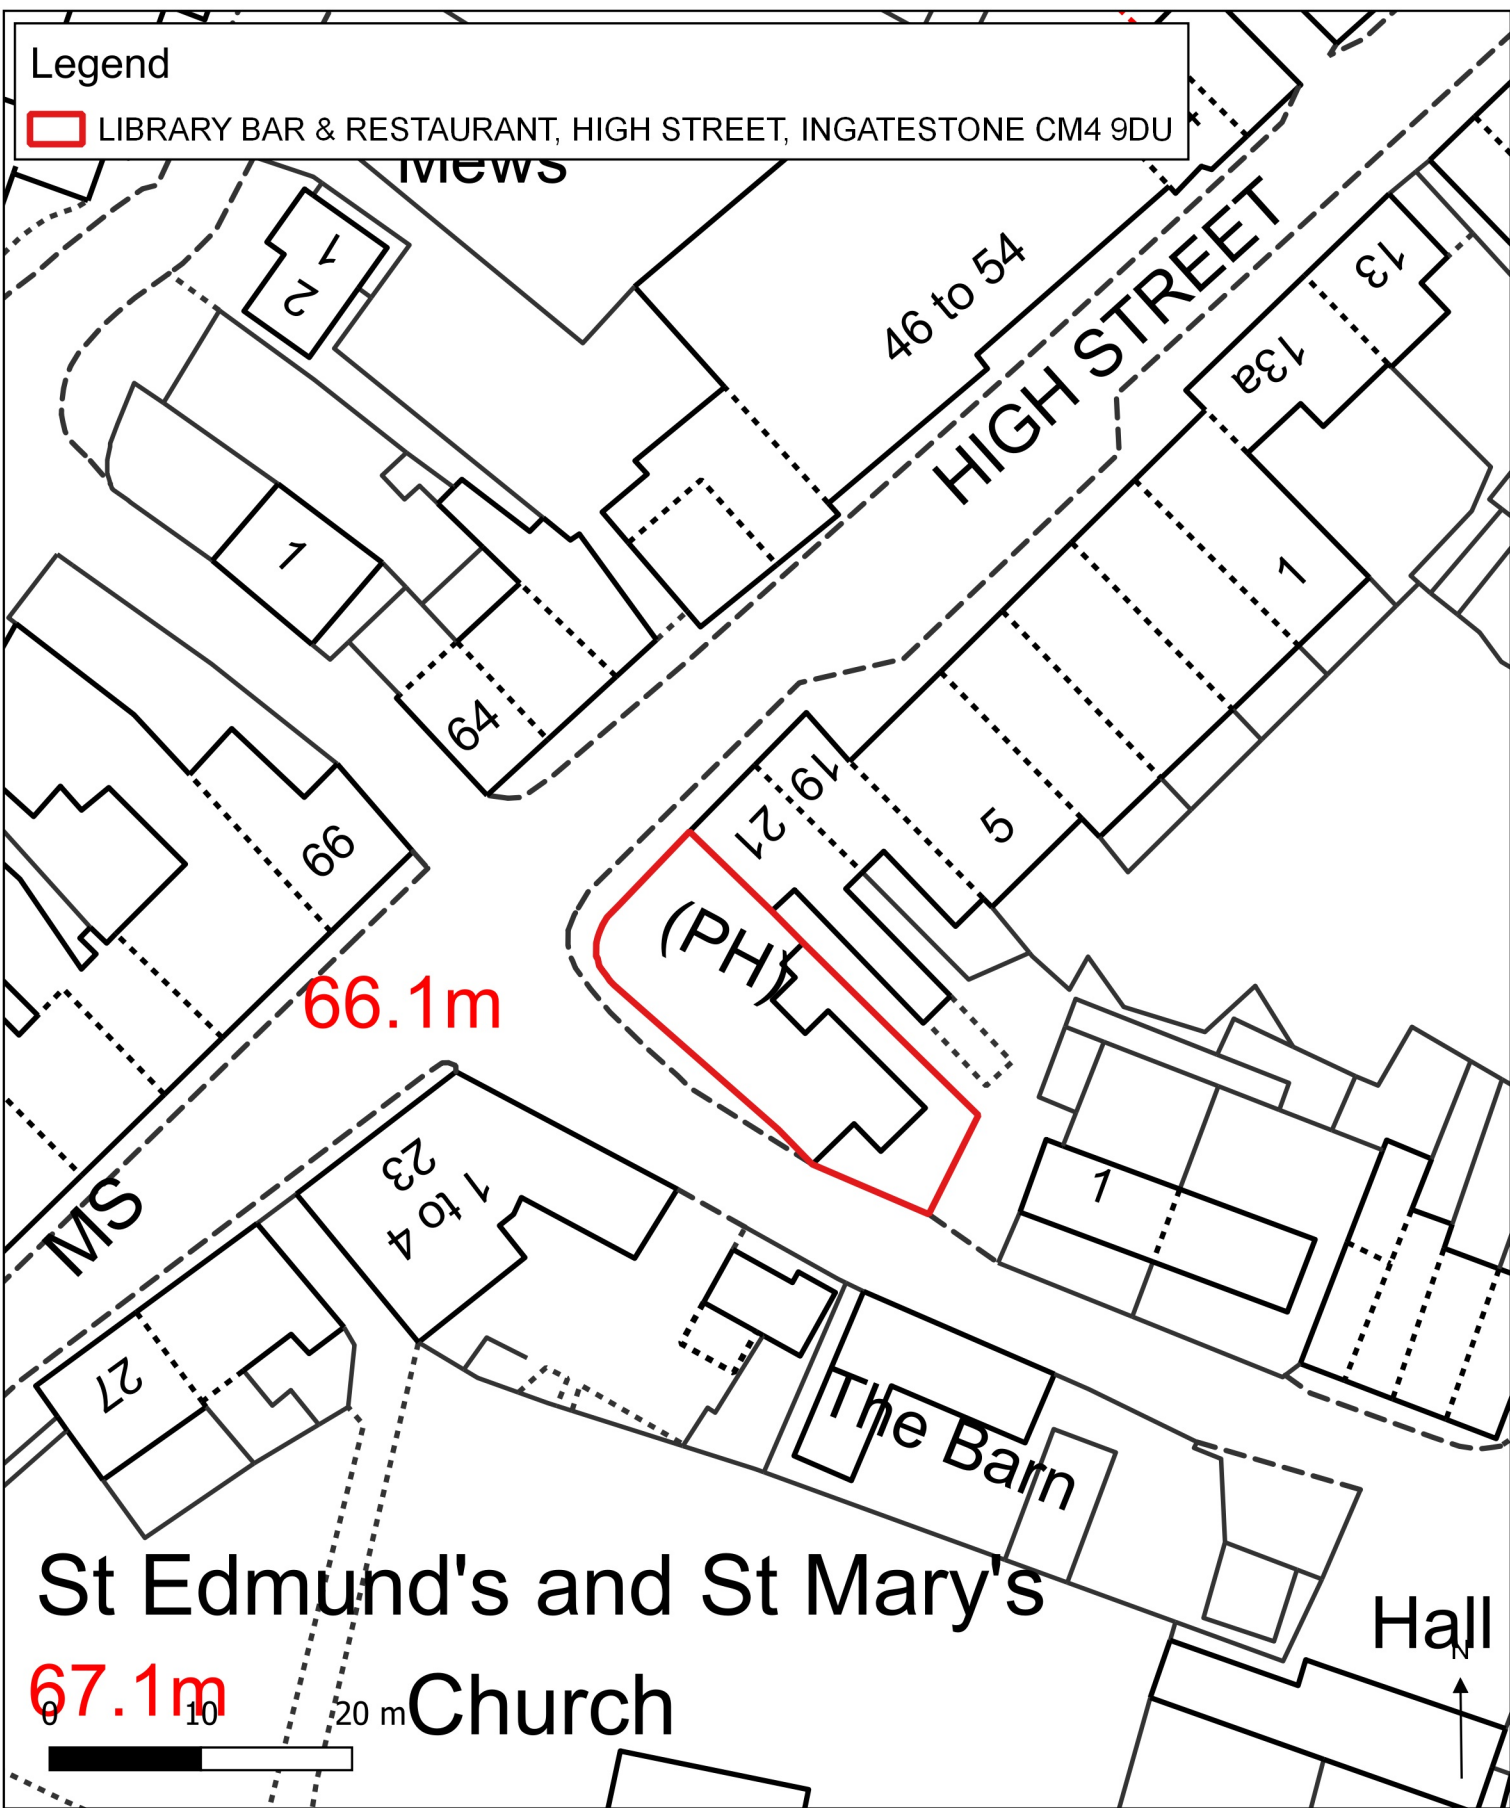 Legend
LIBRARY BAR & RESTAURANT, HIGH STREET, INGATESTONE CM4 9DU
Mews
1
2
46 to 54
HIGH STREET
13
13a
1
1
64
19
21
5
66
(PH)
66.1m
23
1 to 4
MS
1
27
The Barn
St Edmund's and St Mary's
Church
Hall
67.1m
0 10 20 m
N